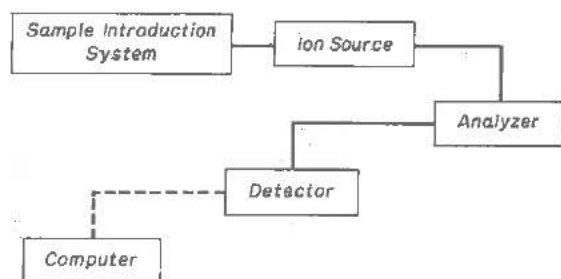 Sample Introduction
System
ion Source
Analyzer
Detector
Computer